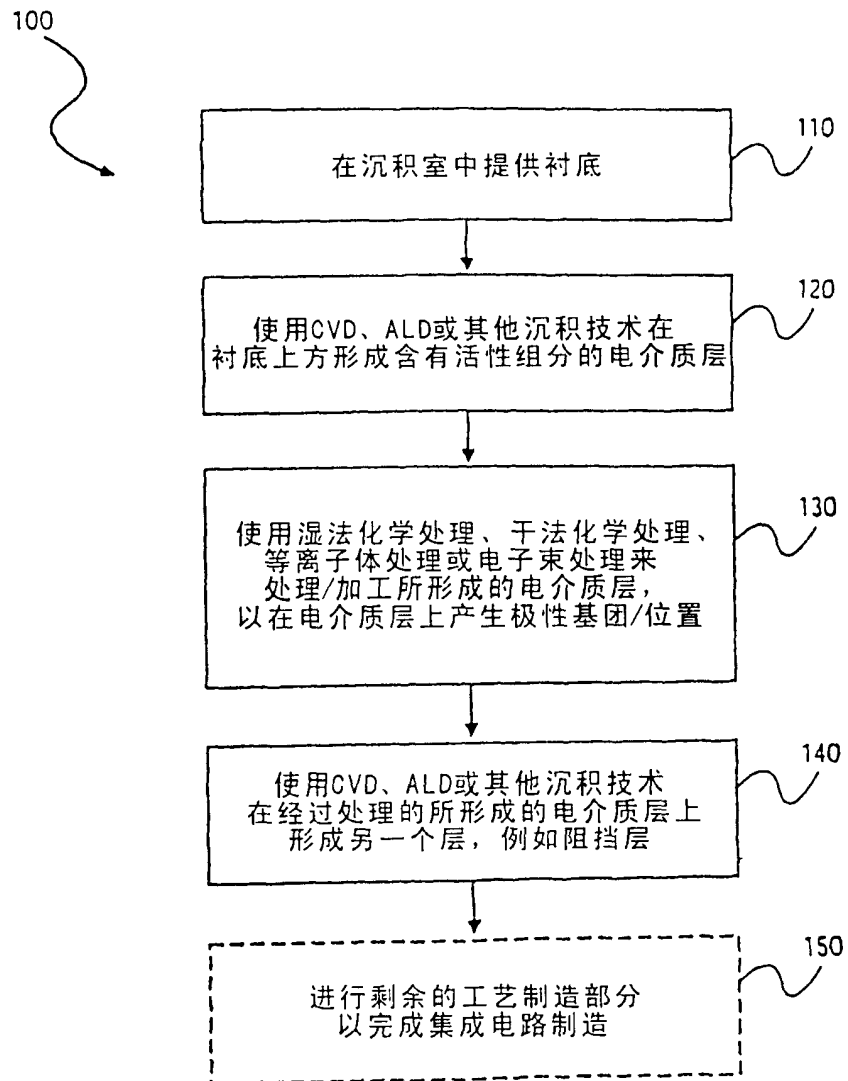 100
在沉积室中提供衬底
110
使用CVD、ALD或其他沉积技术在
衬底上方形成含有活性组分的电介质层
120
使用湿法化学处理、干法化学处理、
等离子体处理或电子束处理来
处理/加工所形成的电介质层，
以在电介质层上产生极性基团/位置
130
使用CVD、ALD或其他沉积技术
在经过处理的所形成的电介质层上
形成另一个层，例如阻挡层
140
进行剩余的工艺制造部分
以完成集成电路制造
150